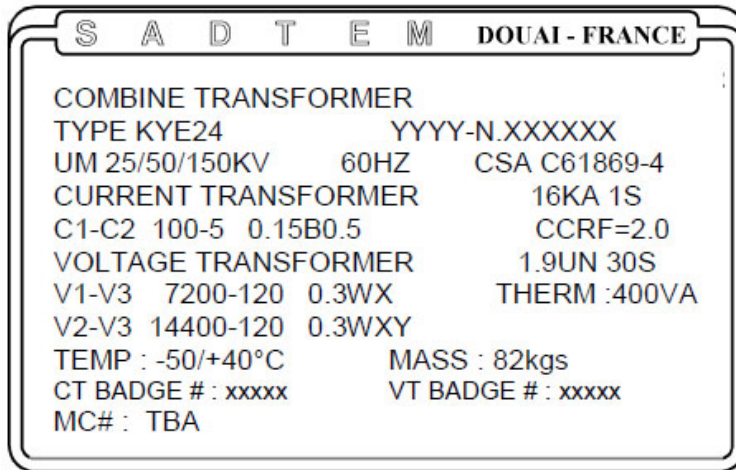 S A D T E M DOUAI - FRANCE
COMBINE TRANSFORMER
TYPE KYE24 YYYY-N.XXXXXX
UM 25/50/150KV 60HZ CSA C61869-4
CURRENT TRANSFORMER 16KA 1S
C1-C2 100-5 0.15B0.5 CCRF=2.0
VOLTAGE TRANSFORMER 1.9UN 30S
V1-V3 7200-120 0.3WX THERM :400VA
V2-V3 14400-120 0.3WXY
TEMP : -50/+40°C MASS : 82kgs
CT BADGE # : xxxxx VT BADGE # : xxxxx
MC# : TBA